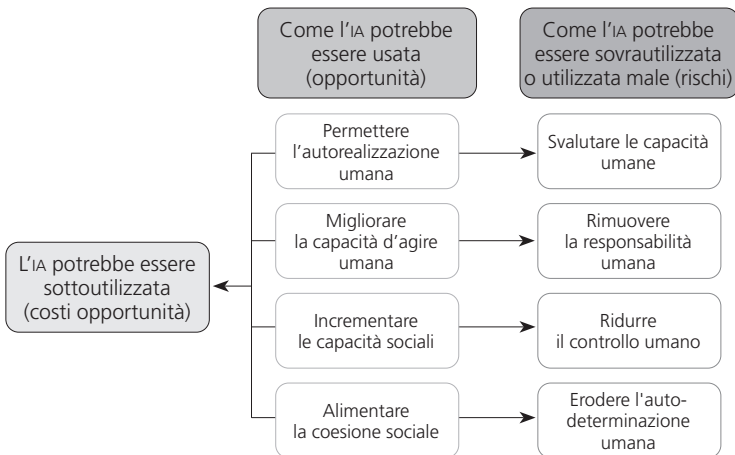 Come l'IA potrebbe
essere usata
(opportunità)
Come l'IA potrebbe
essere sovrautilizzata
o utilizzata male (rischi)
Permettere
l'autorealizzazione
umana
Svalutare le capacità
umane
Migliorare
la capacità d'agire
umana
Rimuovere
la responsabilità
umana
L'IA potrebbe essere
sottoutilizzata
(costi opportunità)
Incrementare
le capacità sociali
Ridurre
il controllo umano
Alimentare
la coesione sociale
Erodere l'auto-
determinazione
umana